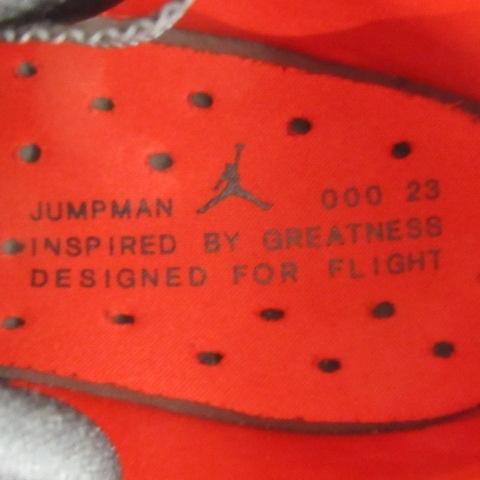 JUMPMAN 000 23
INSPIRED BY GREATNESS
DESIGNED FOR FLIGHT